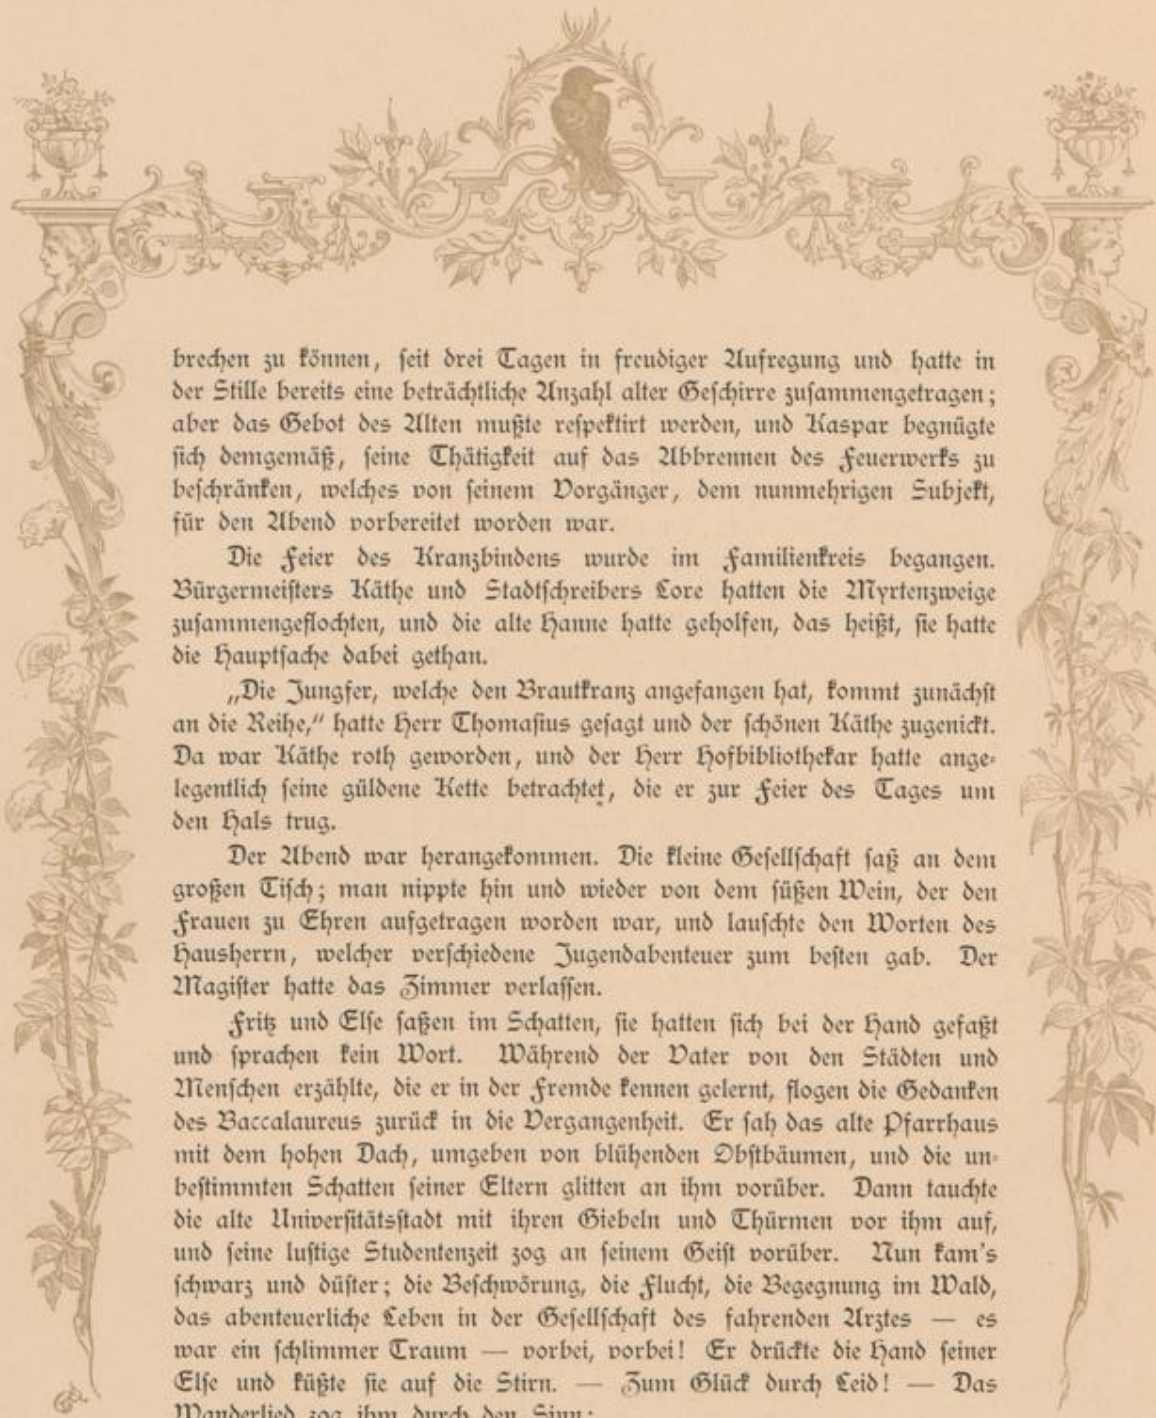 brechen zu können, ſeit drei Tagen in freudiger Aufregung und hatte in
der Stille bereits eine beträchtliche Anzahl alter Geſchirre zuſammengetragen;
aber das Gebot des Alten mußte reſpektirt werden, und Kaspar begnügte
ſich demgemäß, ſeine Thätigkeit auf das Abbrennen des Feuerwerks zu
beſchränken, welches von ſeinem Vorgänger, dem nunmehrigen Subjekt,
für den Abend vorbereitet worden war.
Die Feier des Kranzbindens wurde im Familienkreis begangen.
Bürgermeiſters Käthe und Stadtſchreibers Lore hatten die Myrtenzweige
zuſammengeflochten, und die alte Hanne hatte geholfen, das heißt, ſie hatte
die Hauptſache dabei gethan.
„Die Jungfer, welche den Brautkranz angefangen hat, kommt zunächſt
an die Reihe,“ hatte Herr Thomaſius geſagt und der ſchönen Käthe zugenickt.
Da war Käthe roth geworden, und der Herr Hofbibliothekar hatte ange-
legentlich ſeine güldene Kette betrachtet, die er zur Feier des Tages um
den Hals trug.
Der Abend war herangekommen. Die kleine Geſellſchaft ſaß an dem
großen Tiſch; man nippte hin und wieder von dem ſüßen Wein, der den
Frauen zu Ehren aufgetragen worden war, und lauſchte den Worten des
Hausherrn, welcher verſchiedene Jugendabenteuer zum beſten gab. Der
Magiſter hatte das Zimmer verlaſſen.
Fritz und Elſe ſaßen im Schatten, ſie hatten ſich bei der Hand gefaßt
und ſprachen kein Wort. Während der Vater von den Städten und
Menſchen erzählte, die er in der Fremde kennen gelernt, flogen die Gedanken
des Baccalaureus zurück in die Vergangenheit. Er ſah das alte Pfarrhaus
mit dem hohen Dach, umgeben von blühenden Obſtbäumen, und die un-
beſtimmten Schatten ſeiner Eltern glitten an ihm vorüber. Dann tauchte
die alte Univerſitätsſtadt mit ihren Giebeln und Thürmen vor ihm auf,
und ſeine luſtige Studentenzeit zog an ſeinem Geiſt vorüber. Nun kam's
ſchwarz und düſter; die Beſchwörung, die Flucht, die Begegnung im Wald,
das abenteuerliche Leben in der Geſellſchaft des fahrenden Arztes — es
war ein ſchlimmer Traum — vorbei, vorbei! Er drückte die Hand ſeiner
Elſe und küßte ſie auf die Stirn. — Zum Glück durch Leid! — Das
Wanderlied zog ihm durch den Sinn: